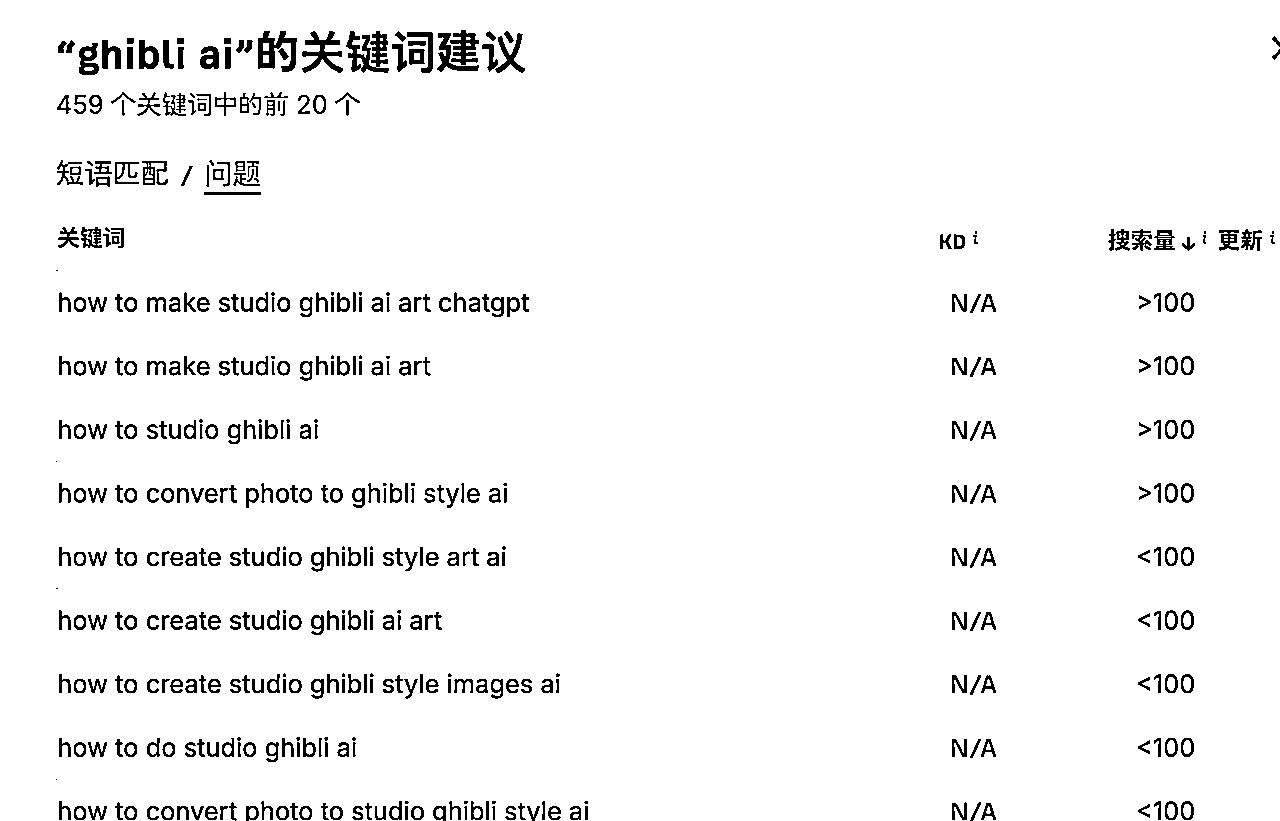 “ghibli ai”的关键词建议
459 个关键词中的前 20 个
短语匹配 / 问题
关键词 KD i 搜索量 ↓ i 更新 i
how to make studio ghibli ai art chatgpt N/A >100
how to make studio ghibli ai art N/A >100
how to studio ghibli ai N/A >100
how to convert photo to ghibli style ai N/A >100
how to create studio ghibli style art ai N/A <100
how to create studio ghibli ai art N/A <100
how to create studio ghibli style images ai N/A <100
how to do studio ghibli ai N/A <100
how to convert photo to studio ghibli style ai N/A <100